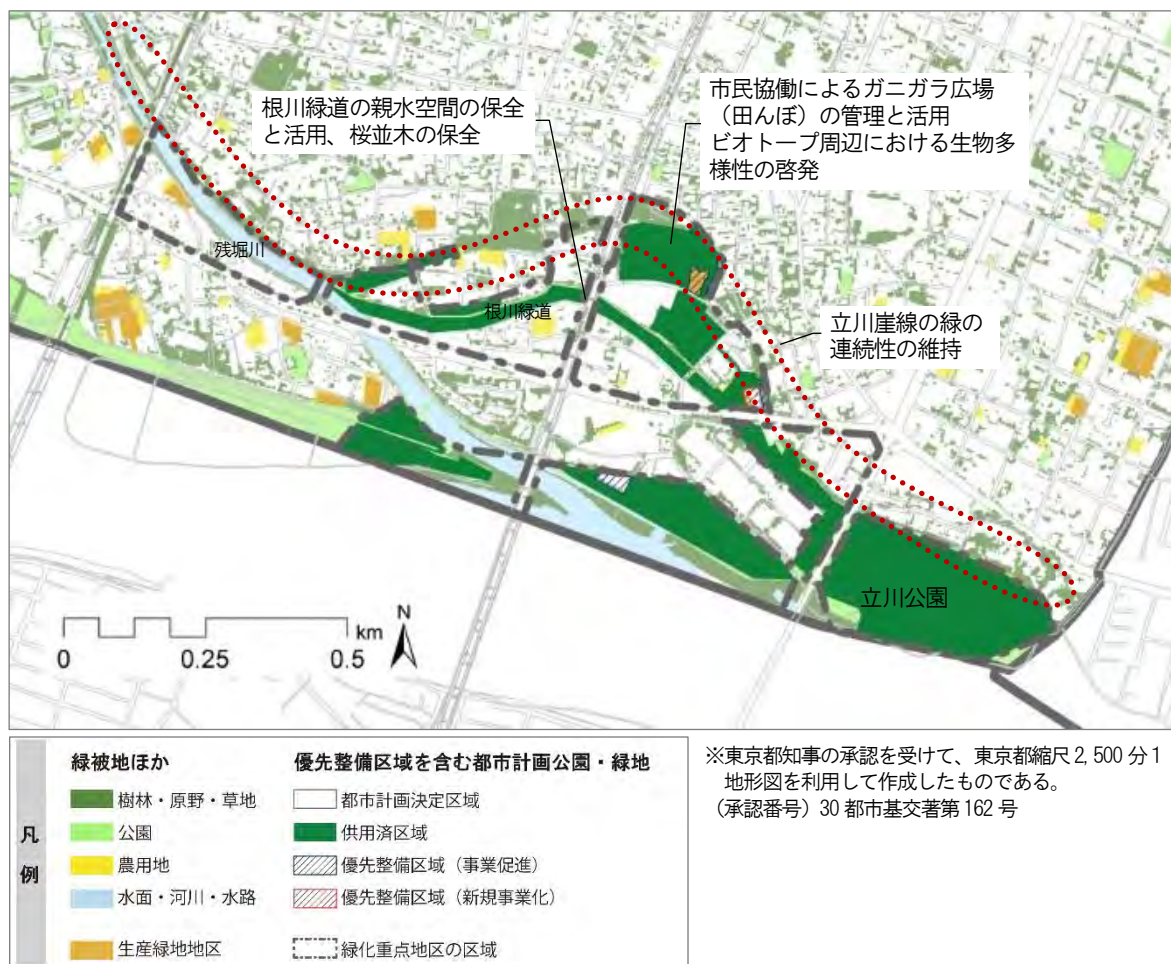 根川緑道の親水空間の保全
と活用、桜並木の保全
市民協働によるガニガラ広場
（田んぼ）の管理と活用
ビオトープ周辺における生物多
様性の啓発
残堀川
根川緑道
立川崖線の緑の
連続性の維持
立川公園
0 0.25 0.5
km
N
凡例
緑被地ほか
樹林・原野・草地
公園
農用地
水面・河川・水路
生産緑地地区
優先整備区域を含む都市計画公園・緑地
都市計画決定区域
供用済区域
優先整備区域（事業促進）
優先整備区域（新規事業化）
緑化重点地区の区域
※東京都知事の承認を受けて、東京都縮尺 2,500 分 1
地形図を利用して作成したものである。
（承認番号）30 都市基交著第 162 号